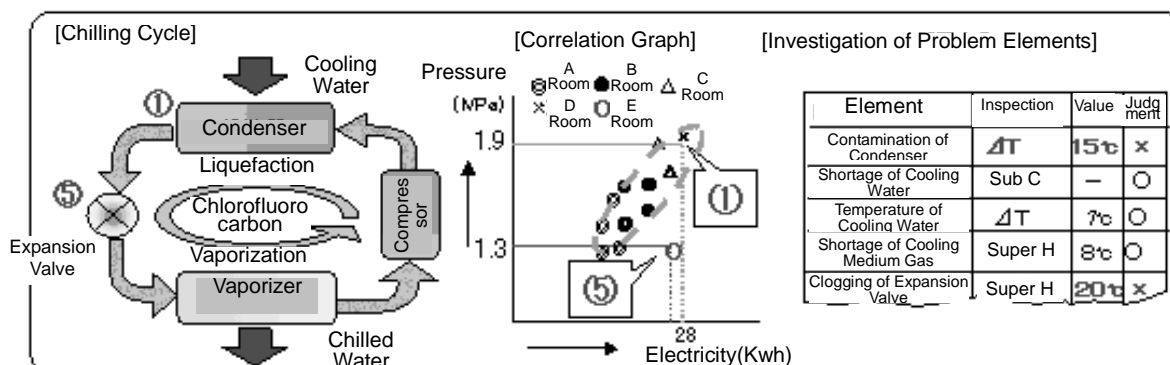 [Chilling Cycle]
Cooling
Water
①
Condenser
Liquefaction
⑤
Chlorofluoro
carbon
Compres
sor
Expansion
Valve
Vaporization
Vaporizer
Chilled
Water
[Correlation Graph]
Pressure
(MPa)
A
Room
B
Room
C
Room
D
Room
E
Room
1.9
①
1.3
⑤
28
Electricity(Kwh)
[Investigation of Problem Elements]
Element Inspection Value Judg
ment
Contamination of
Condenser ΔT 15℃ ×
Shortage of Cooling
Water Sub C – ○
Temperature of
Cooling Water ΔT 7℃ ○
Shortage of Cooling
Medium Gas Super H 8℃ ○
Clogging of Expansion
Valve Super H 20℃ ×